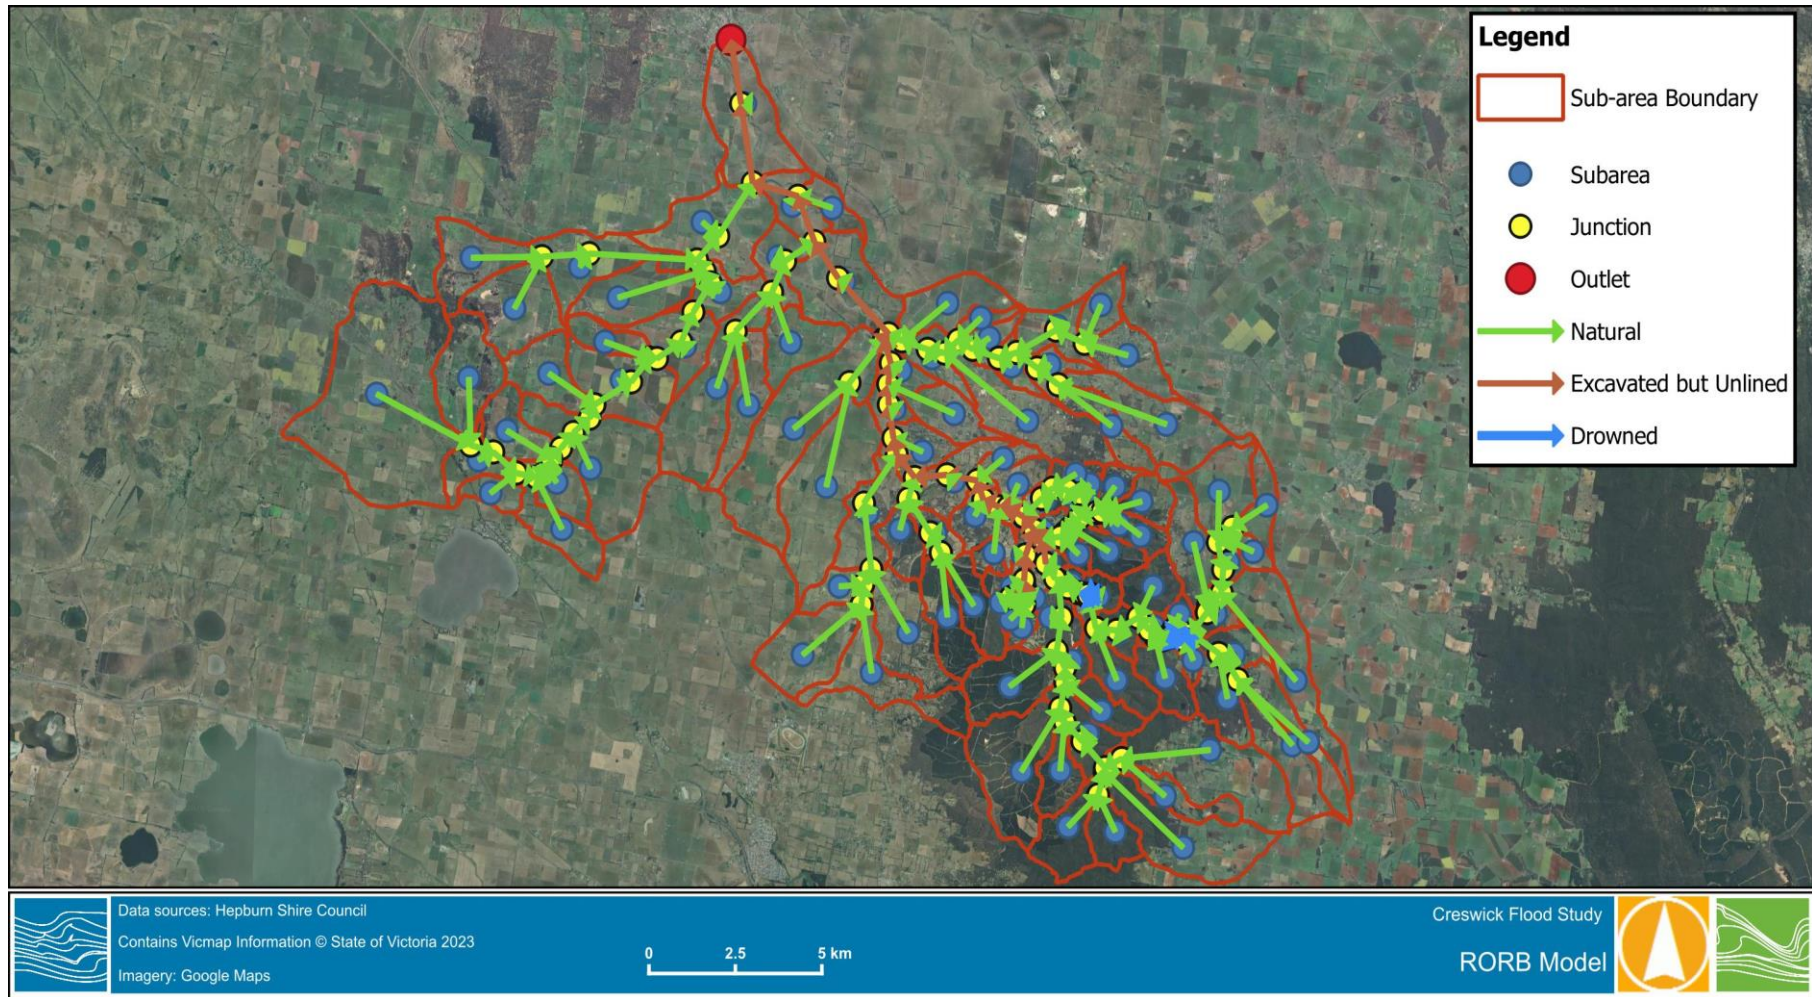 Legend
Sub-area Boundary
Subarea
Junction
Outlet
Natural
Excavated but Unlined
Drowned
Data sources: Hepburn Shire Council
Contains Vicmap Information © State of Victoria 2023
Imagery: Google Maps
0 2.5 5 km
Creswick Flood Study
RORB Model